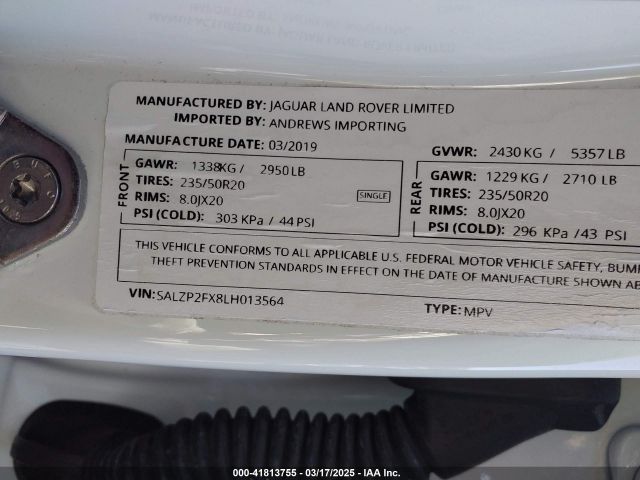 MANUFACTURED BY: JAGUAR LAND ROVER LIMITED
IMPORTED BY: ANDREWS IMPORTING
MANUFACTURE DATE: 03/2019
GVWR: 2430 KG / 5357 LB
FRONT
GAWR: 1338KG / 2950 LB
TIRES: 235/50R20
RIMS: 8.0JX20
PSI (COLD): 303 KPa / 44 PSI
SINGLE
REAR
GAWR: 1229 KG / 2710 LB
TIRES: 235/50R20
RIMS: 8.0JX20
PSI (COLD): 296 KPa /43 PSI
THIS VEHICLE CONFORMS TO ALL APPLICABLE U.S. FEDERAL MOTOR VEHICLE SAFETY, BUM
THEFT PREVENTION STANDARDS IN EFFECT ON THE DATE OF MANUFACTURE SHOWN AB
VIN: SALZP2FX8LH013564
TYPE: MPV
000-41813755 — 03/17/2025 — IAA Inc.